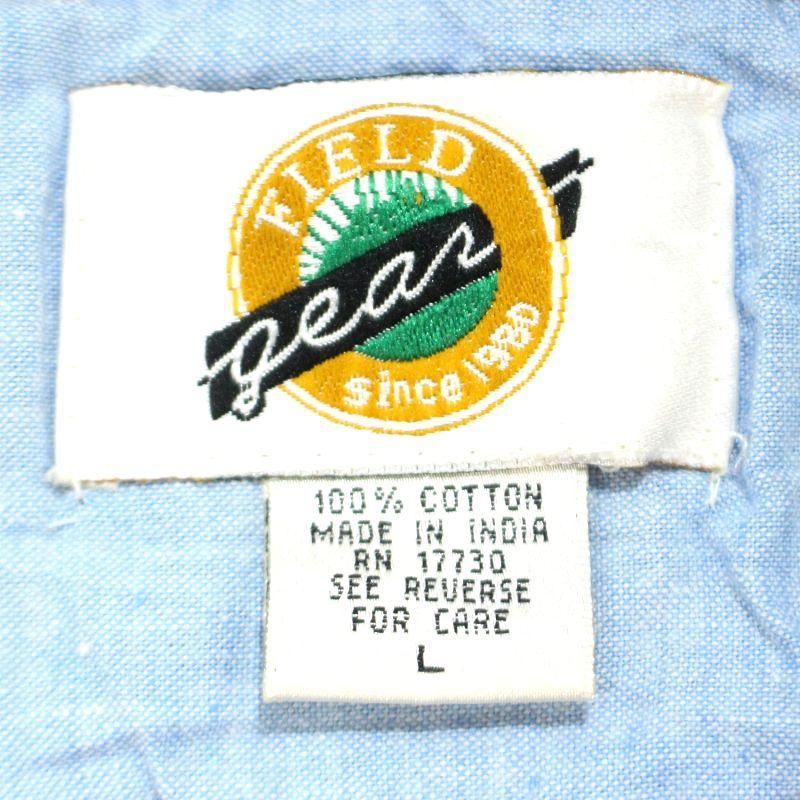 FIELD
gear
Since 1980
100% COTTON
MADE IN INDIA
RN 17730
SEE REVERSE
FOR CARE
L